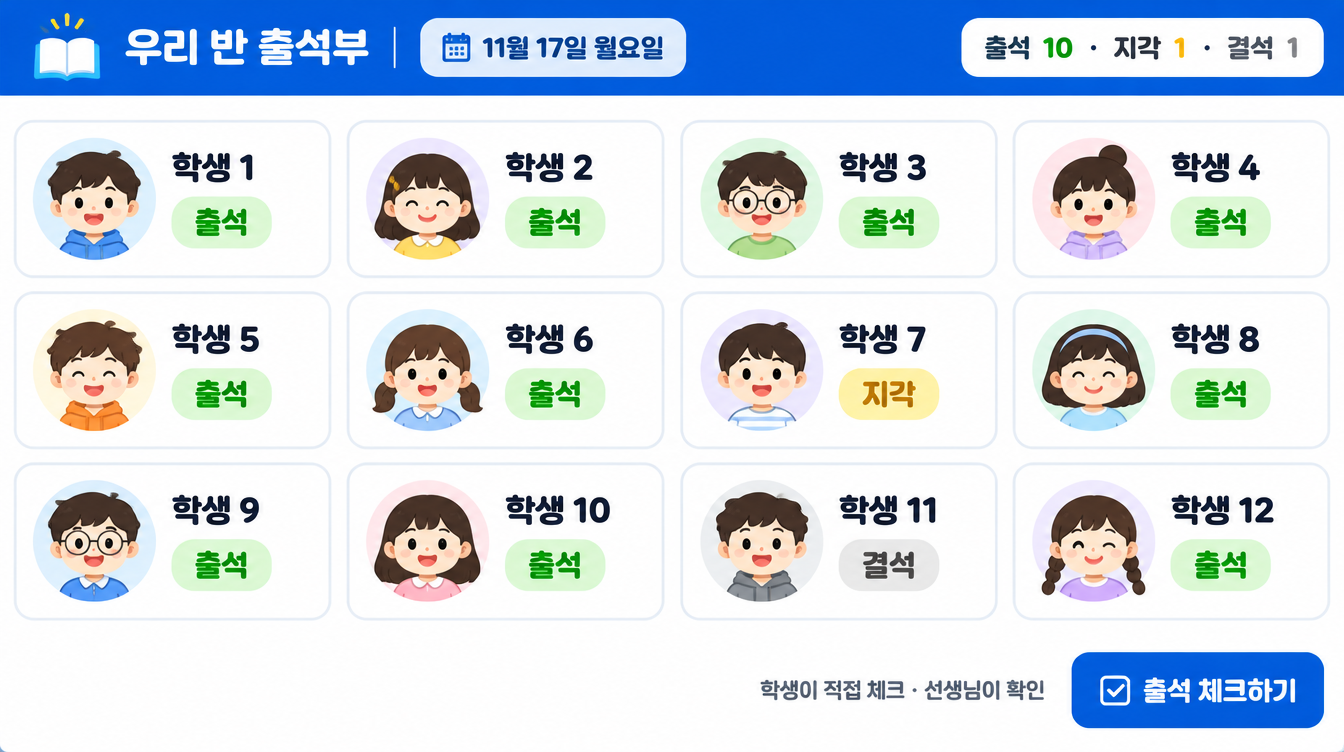 우리 반 출석부
11월 17일 월요일
출석 10 · 지각 1 · 결석 1
학생 1
출석
학생 2
출석
학생 3
출석
학생 4
출석
학생 5
출석
학생 6
출석
학생 7
지각
학생 8
출석
학생 9
출석
학생 10
출석
학생 11
결석
학생 12
출석
학생이 적접 체크 · 선생님이 확인
출석 체크하기